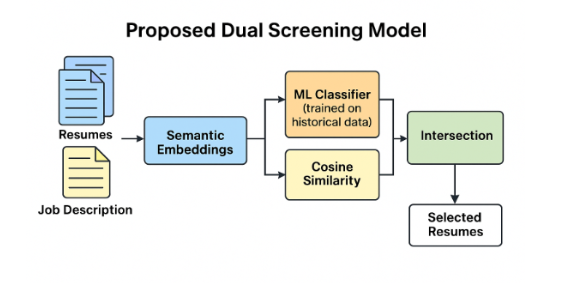 Proposed Dual Screening Model
Resumes
Job Description
Semantic
Embeddings
ML Classifier
(trained on
historical data)
Cosine
Similarity
Intersection
Selected
Resumes